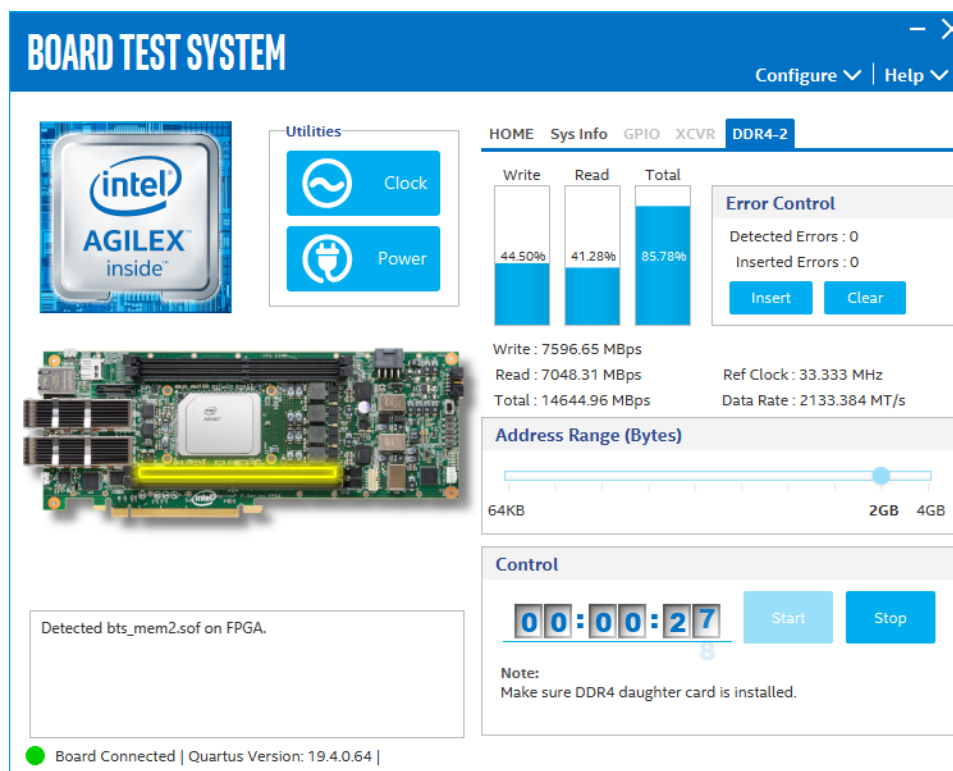 BOARD TEST SYSTEM
Configure
Help
intel
AGILEX™
inside™
Utilities
Clock
Power
HOME Sys Info GPIO XCVR DDR4-2
Write Read Total
44.50% 41.28% 85.78%
Error Control
Detected Errors : 0
Inserted Errors : 0
Insert Clear
Write : 7596.65 MBps
Read : 7048.31 MBps
Total : 14644.96 MBps
Ref Clock : 33.333 MHz
Data Rate : 2133.384 MT/s
Address Range (Bytes)
64KB 2GB 4GB
Control
00:00:27
8
Start Stop
Note:
Make sure DDR4 daughter card is installed.
intel
Detected bts_mem2.sof on FPGA.
Board Connected | Quartus Version: 19.4.0.64 |